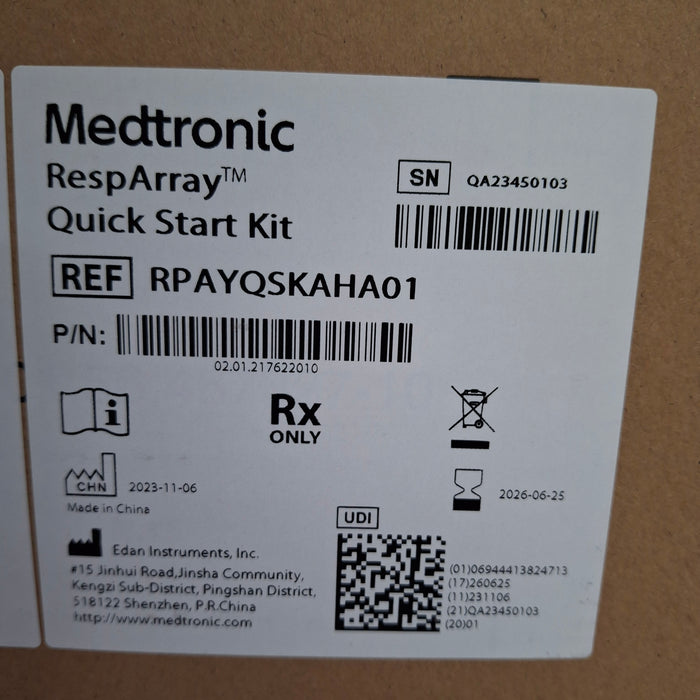 Medtronic
RespArray™
Quick Start Kit
SN QA23450103
REF RPAYQSKAHA01
P/N:
02.01.217622010
Rx
ONLY
CHN 2023-11-06
Made in China
2026-06-25
UDI
Edan Instruments, Inc.
#15 Jinhui Road,Jinsha Community,
Kengzi Sub-District, Pingshan District,
518122 Shenzhen, P.R.China
http://www.medtronic.com
(01)06944413824713
(17)260625
(11)231106
(21)QA23450103
(20)01